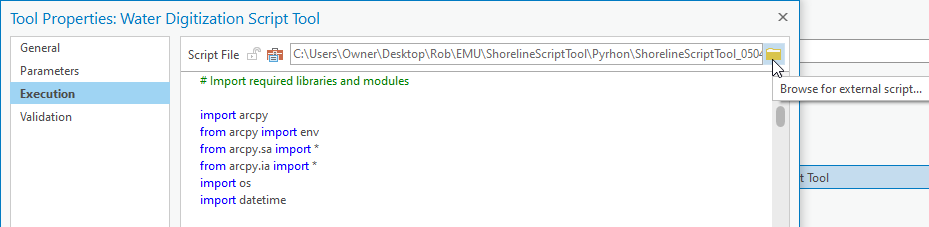 Tool Properties: Water Digitization Script Tool
General
Parameters
Execution
Validation
Script File C:\Users\Owner\Desktop\Rob\EMU\ShorelineScriptTool\Pyrhon\ShorelineScriptTool_0504
Browse for external script...
# Import required libraries and modules
import arcpy
from arcpy import env
from arcpy.sa import *
from arcpy.ia import *
import os
import datetime
t Tool